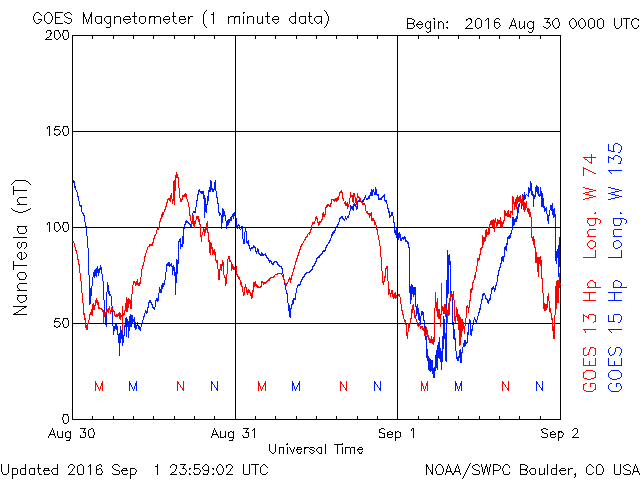 GOES Magnetometer (1 minute data)
Begin: 2016 Aug 30 0000 UTC
200
150
100
50
0
NanoTesla (nT)
M M N N M M N N M M N N
Aug 30 Aug 31 Sep 1 Sep 2
Universal Time
GOES 13 Hp Long. W 74
GOES 15 Hp Long. W 135
Updated 2016 Sep 1 23:59:02 UTC
NOAA/SWPC Boulder, CO USA